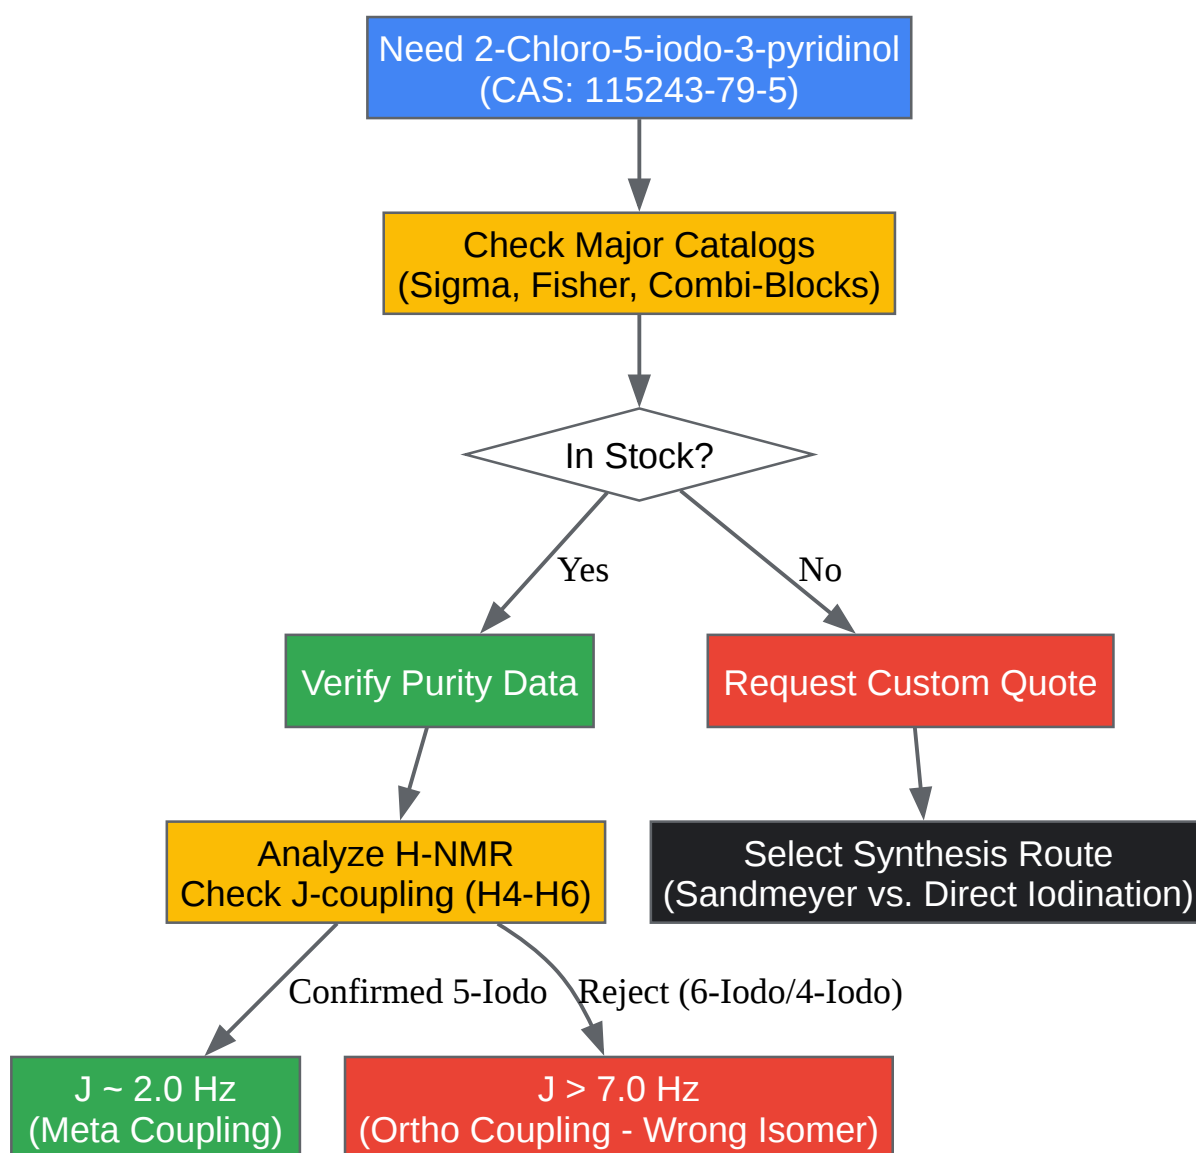 Need 2-Chloro-5-iodo-3-pyridinol
(CAS: 115243-79-5)
Check Major Catalogs
(Sigma, Fisher, Combi-Blocks)
In Stock?
Yes
No
Verify Purity Data
Request Custom Quote
Analyze H-NMR
Check J-coupling (H4-H6)
Select Synthesis Route
(Sandmeyer vs. Direct Iodination)
Confirmed 5-Iodo
Reject (6-Iodo/4-Iodo)
J ~ 2.0 Hz
(Meta Coupling)
J > 7.0 Hz
(Ortho Coupling - Wrong Isomer)